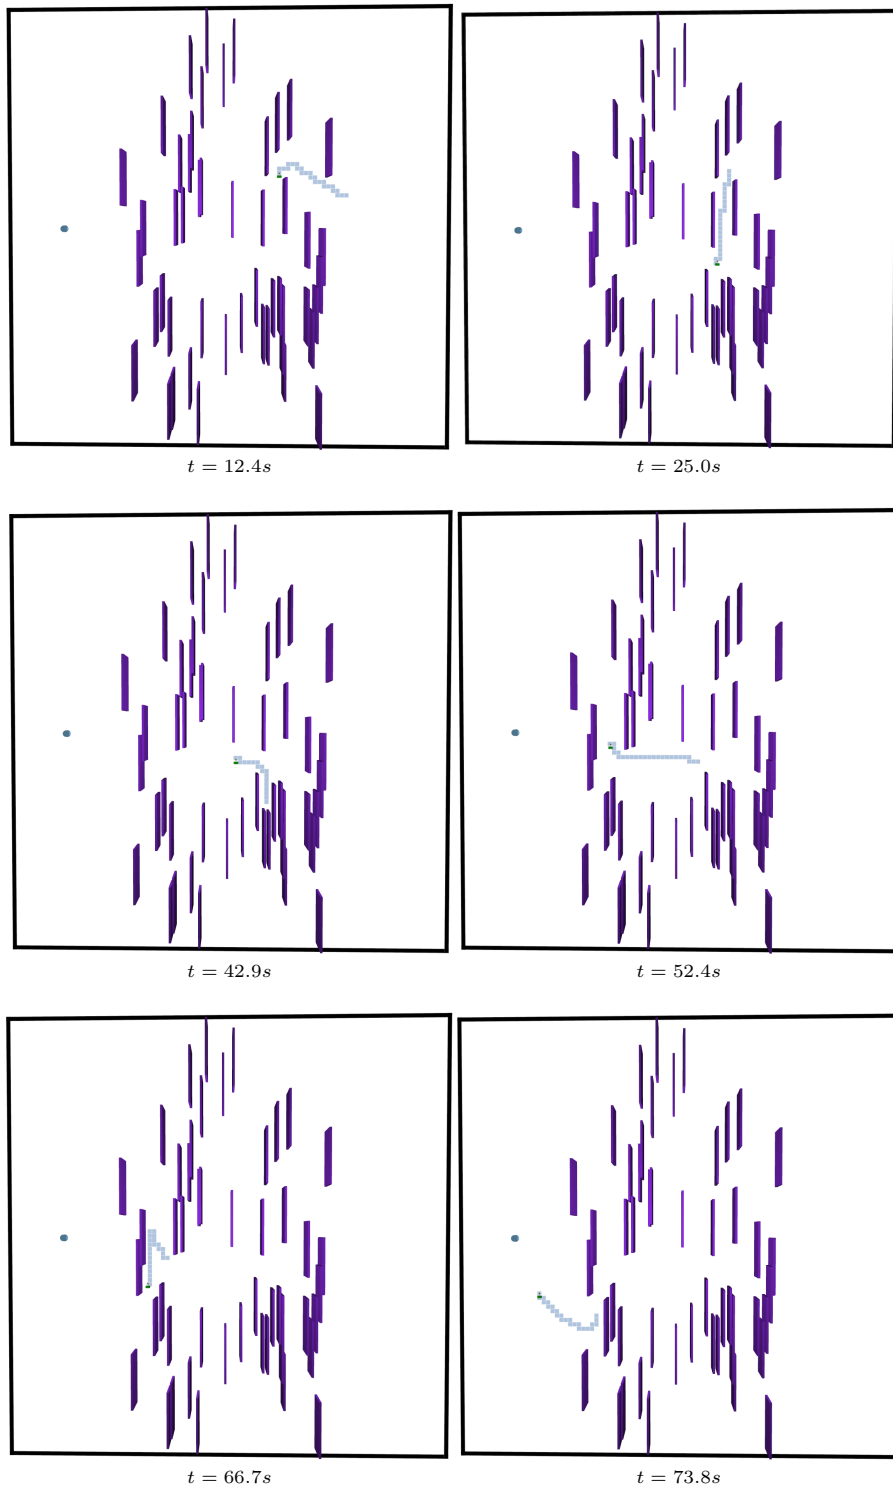 t = 12.4s
t = 25.0s
t = 42.9s
t = 52.4s
t = 66.7s
t = 73.8s